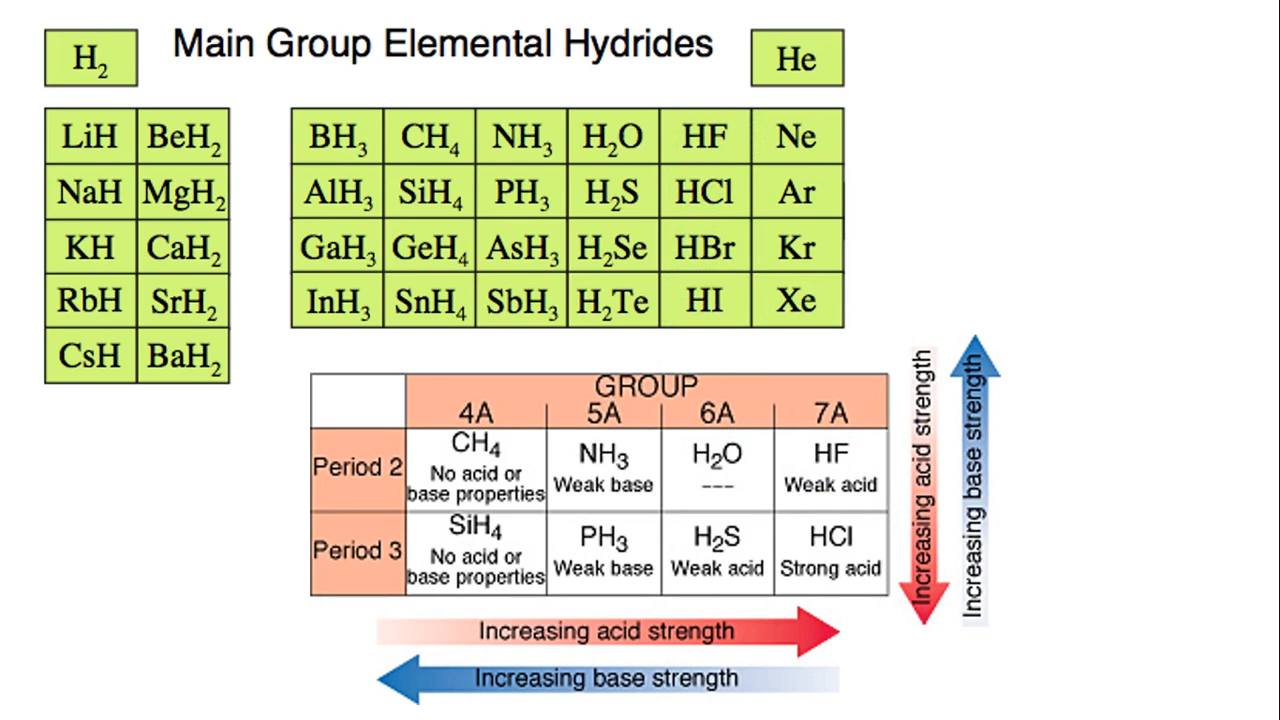 Main Group Elemental Hydrides
H₂ He
LiH BeH₂ BH₃ CH₄ NH₃ H₂O HF Ne
NaH MgH₂ AlH₃ SiH₄ PH₃ H₂S HCl Ar
KH CaH₂ GaH₃ GeH₄ AsH₃ H₂Se HBr Kr
RbH SrH₂ InH₃ SnH₄ SbH₃ H₂Te HI Xe
CsH BaH₂
GROUP
4A 5A 6A 7A
Period 2
CH₄ NH₃ H₂O HF
No acid or
base properties
Weak base --- Weak acid
Period 3
SiH₄ PH₃ H₂S HCl
No acid or
base properties
Weak base Weak acid Strong acid
Increasing acid strength
Increasing base strength
Increasing acid strength
Increasing base strength